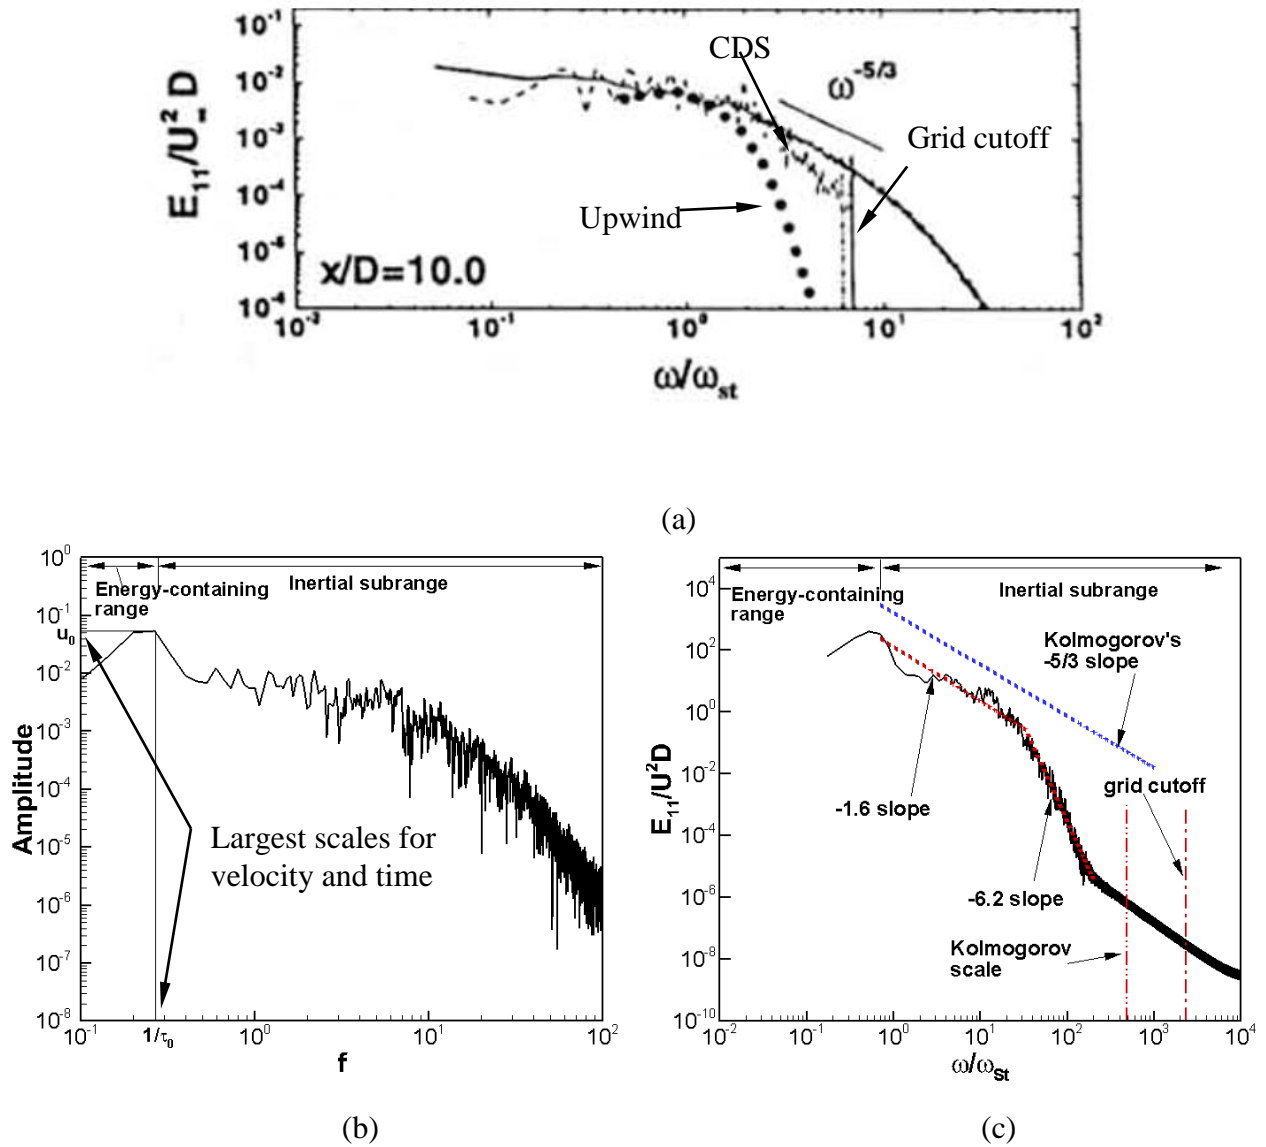 10⁻¹
10⁻²
10⁻³
10⁻⁴
10⁻⁵
10⁻⁶
E₁₁/U²∞D
CDS
ω⁻⁵/³
Grid cutoff
Upwind
x/D=10.0
10⁻² 10⁻¹ 10⁰ 10¹ 10²
ω/ωst
(a)
10⁰
10⁻¹
u₀
10⁻²
10⁻³
10⁻⁴
10⁻⁵
10⁻⁶
10⁻⁷
10⁻⁸
Amplitude
Energy-containing
range
Inertial subrange
Largest scales for
velocity and time
10⁻¹ 1/τ₀ 10⁰ 10¹ 10²
f
(b)
10⁴
10²
10⁰
10⁻²
10⁻⁴
10⁻⁶
10⁻⁸
10⁻¹⁰
E₁₁/U²D
Energy-containing
range
Inertial subrange
Kolmogorov's
-5/3 slope
grid cutoff
-1.6 slope
-6.2 slope
Kolmogorov
scale
10⁻² 10⁻¹ 10⁰ 10¹ 10² 10³ 10⁴
ω/ωSt
(c)